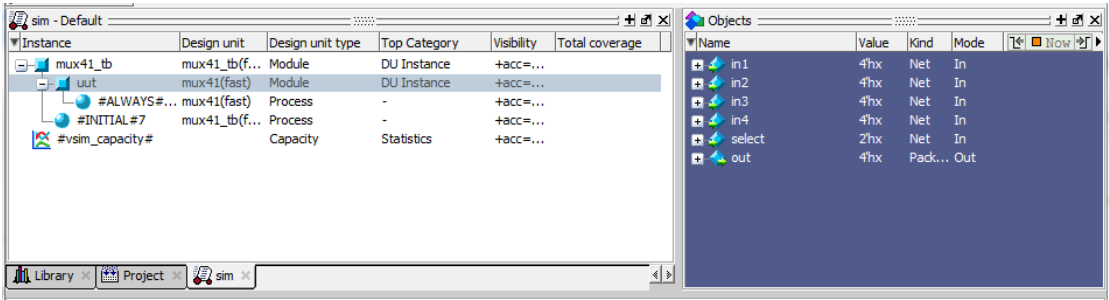 sim - Default
Instance Design unit Design unit type Top Category Visibility Total coverage
mux41_tb mux41_tb(f... Module DU Instance +acc=...
uut mux41(fast) Module DU Instance +acc=...
#ALWAYS#... mux41(fast) Process - +acc=...
#INITIAL#7 mux41_tb(f... Process - +acc=...
#vsim_capacity# Capacity Statistics +acc=...
Library Project sim
Objects
Name Value Kind Mode Now
in1 4'hx Net In
in2 4'hx Net In
in3 4'hx Net In
in4 4'hx Net In
select 2'hx Net In
out 4'hx Pack... Out